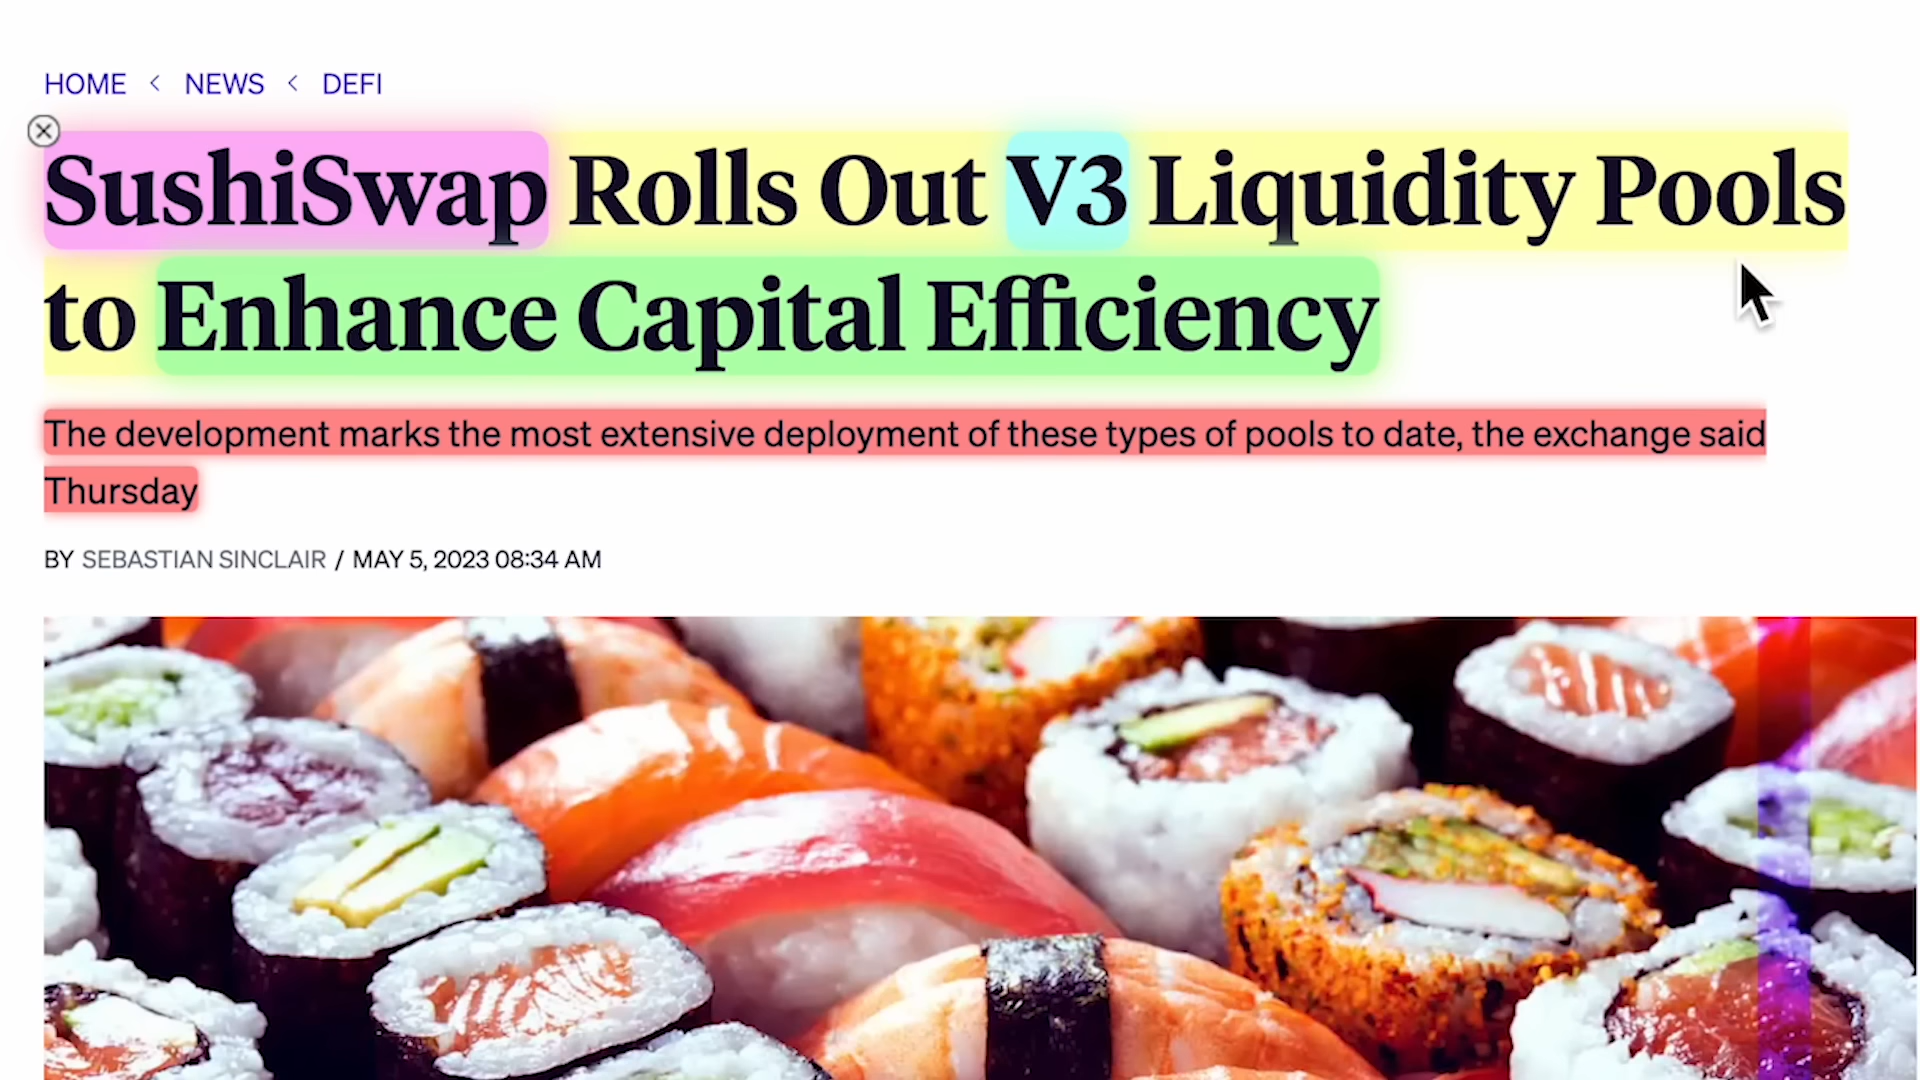 HOME < NEWS < DEFI
SushiSwap Rolls Out V3 Liquidity Pools
to Enhance Capital Efficiency
The development marks the most extensive deployment of these types of pools to date, the exchange said
Thursday
BY SEBASTIAN SINCLAIR / MAY 5, 2023 08:34 AM